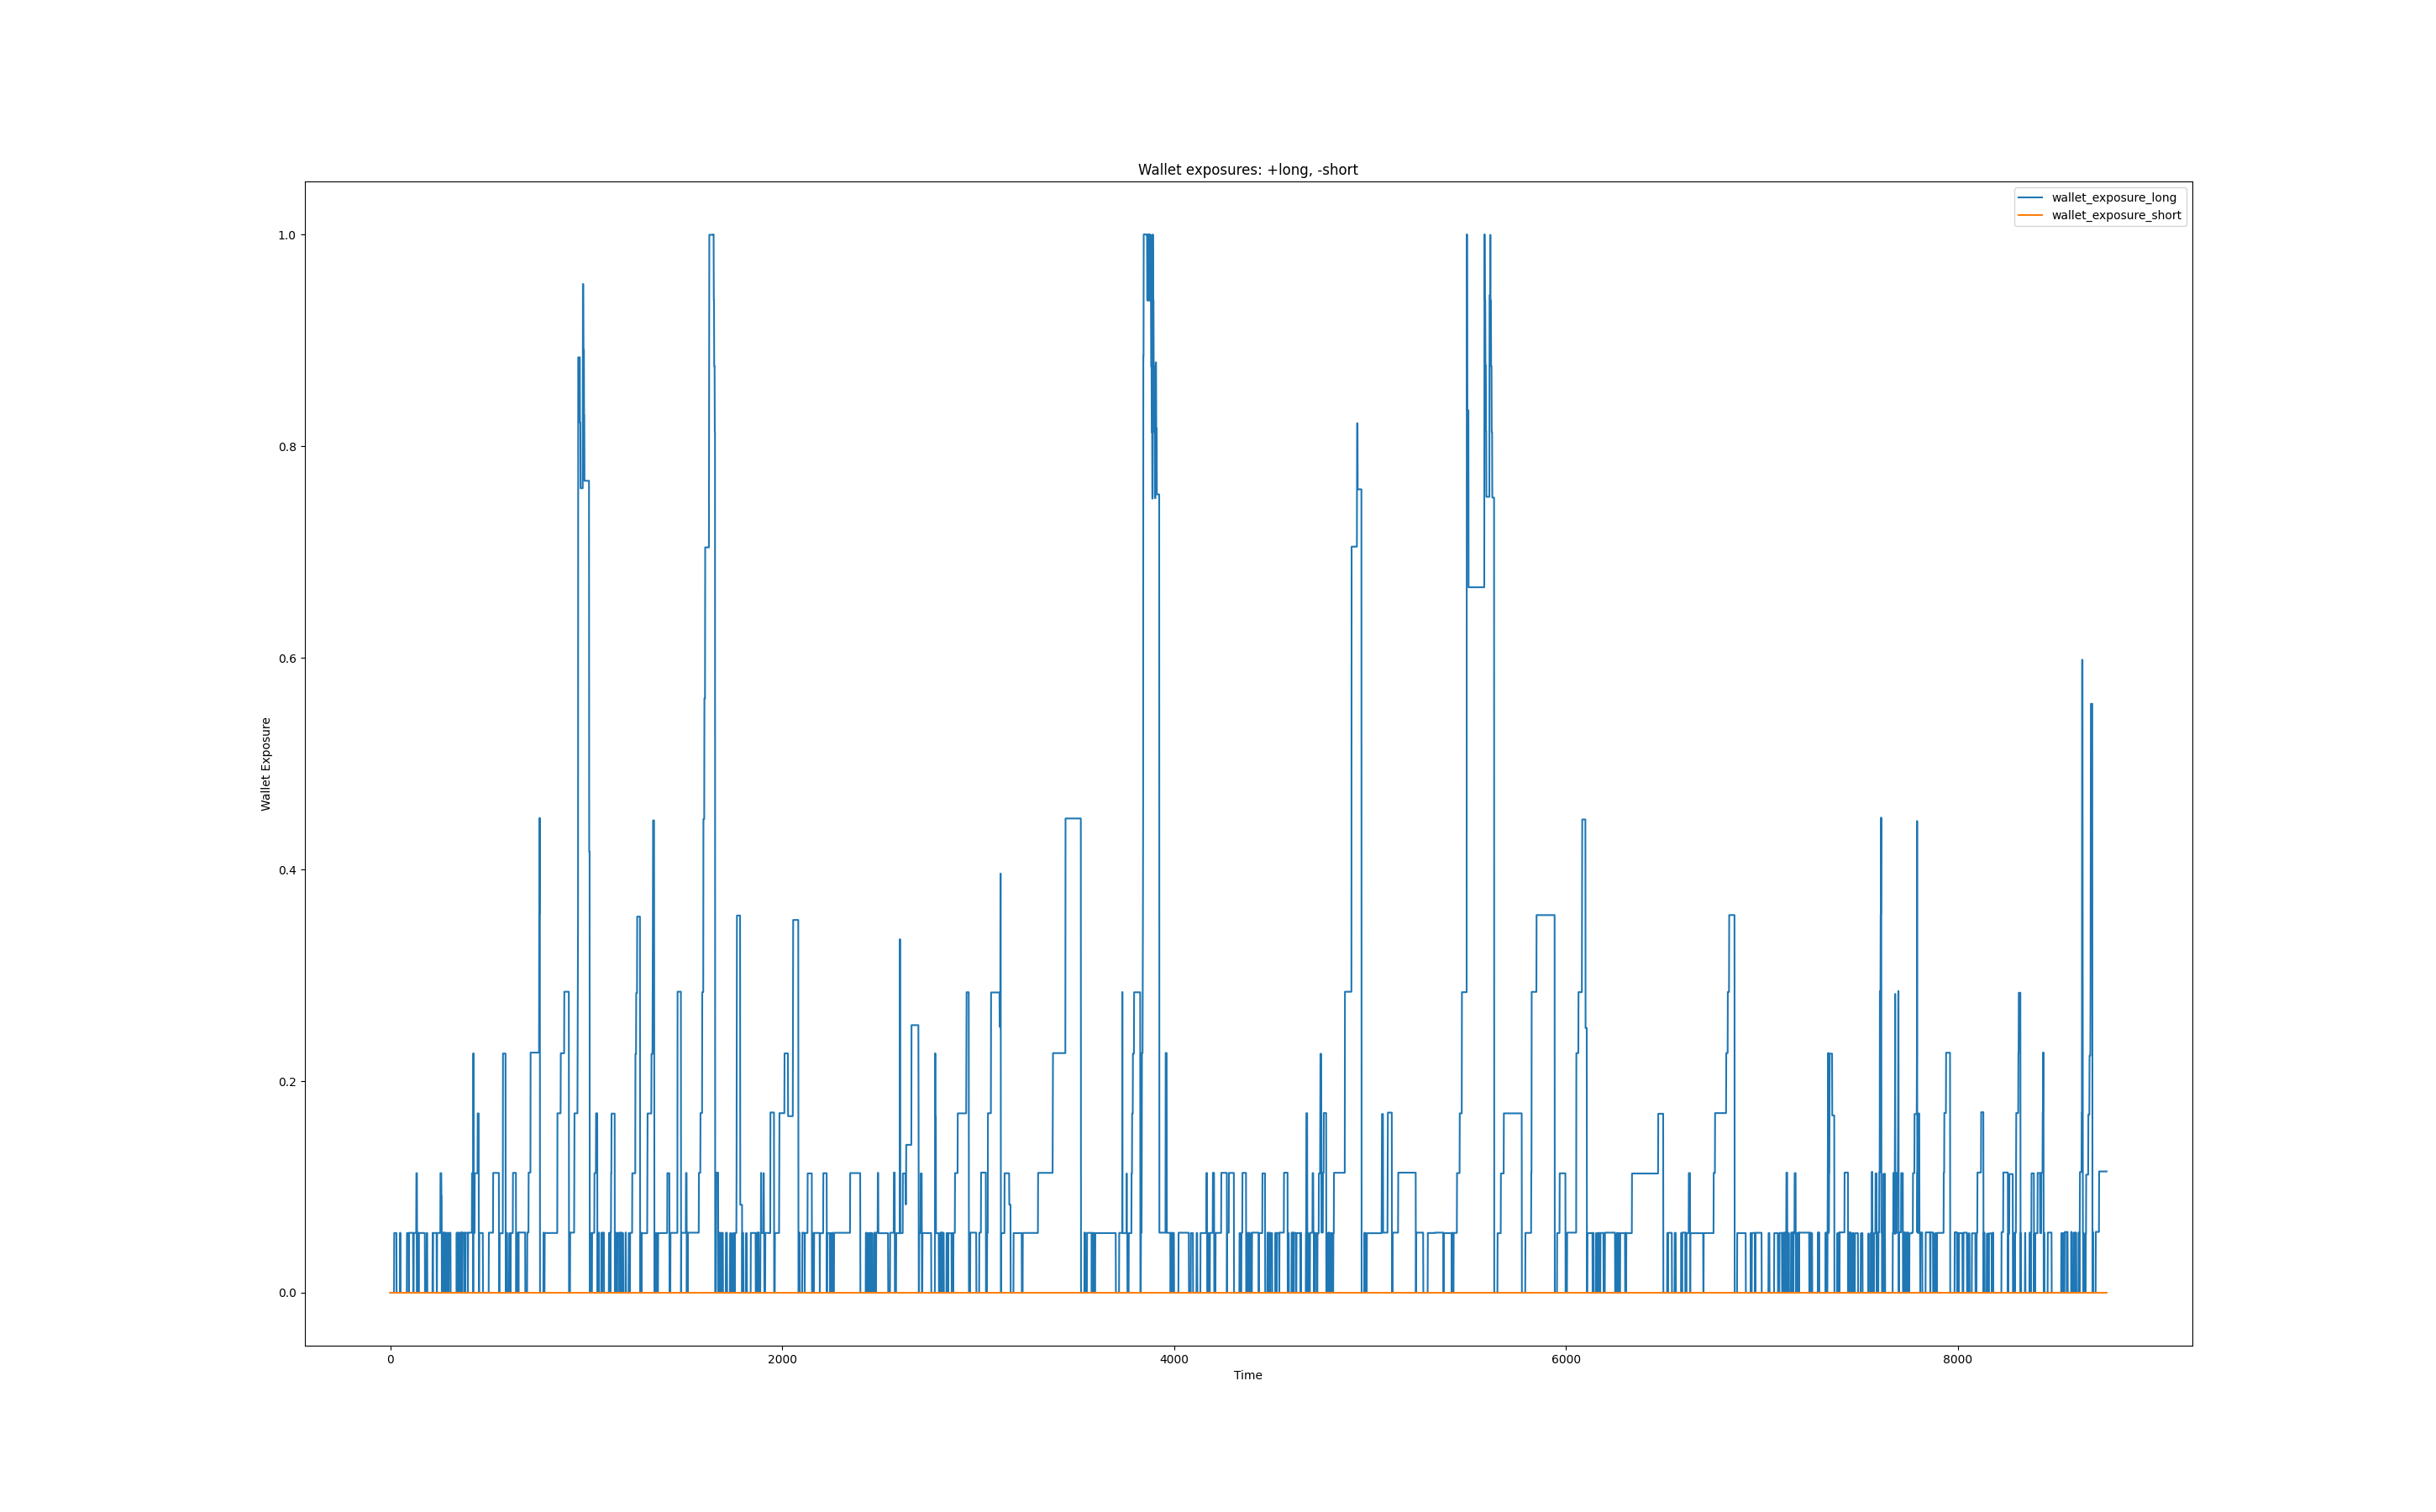 Wallet exposures: +long, -short
wallet_exposure_long
wallet_exposure_short
1.0
0.8
0.6
0.4
0.2
0.0
Wallet Exposure
0 2000 4000 6000 8000
Time